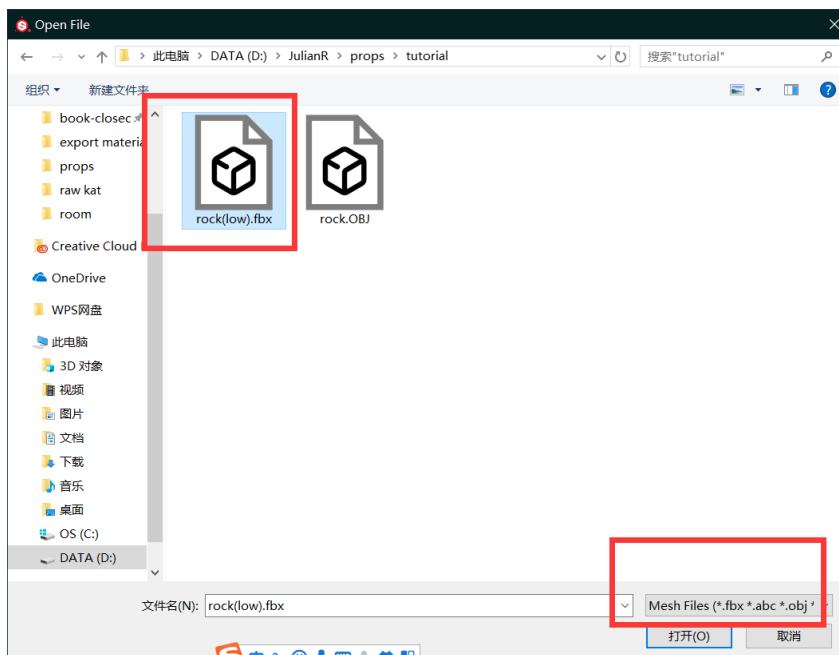 Open File
此电脑 > DATA (D:) > JulianR > props > tutorial
搜索"tutorial"
组织
新建文件夹
book-closec
export materia
props
raw kat
room
Creative Cloud
OneDrive
WPS网盘
此电脑
3D 对象
视频
图片
文档
下载
音乐
桌面
OS (C:)
DATA (D:)
rock(low).fbx
rock.OBJ
文件名(N):
rock(low).fbx
Mesh Files (*.fbx *.abc *.obj *
打开(O)
取消